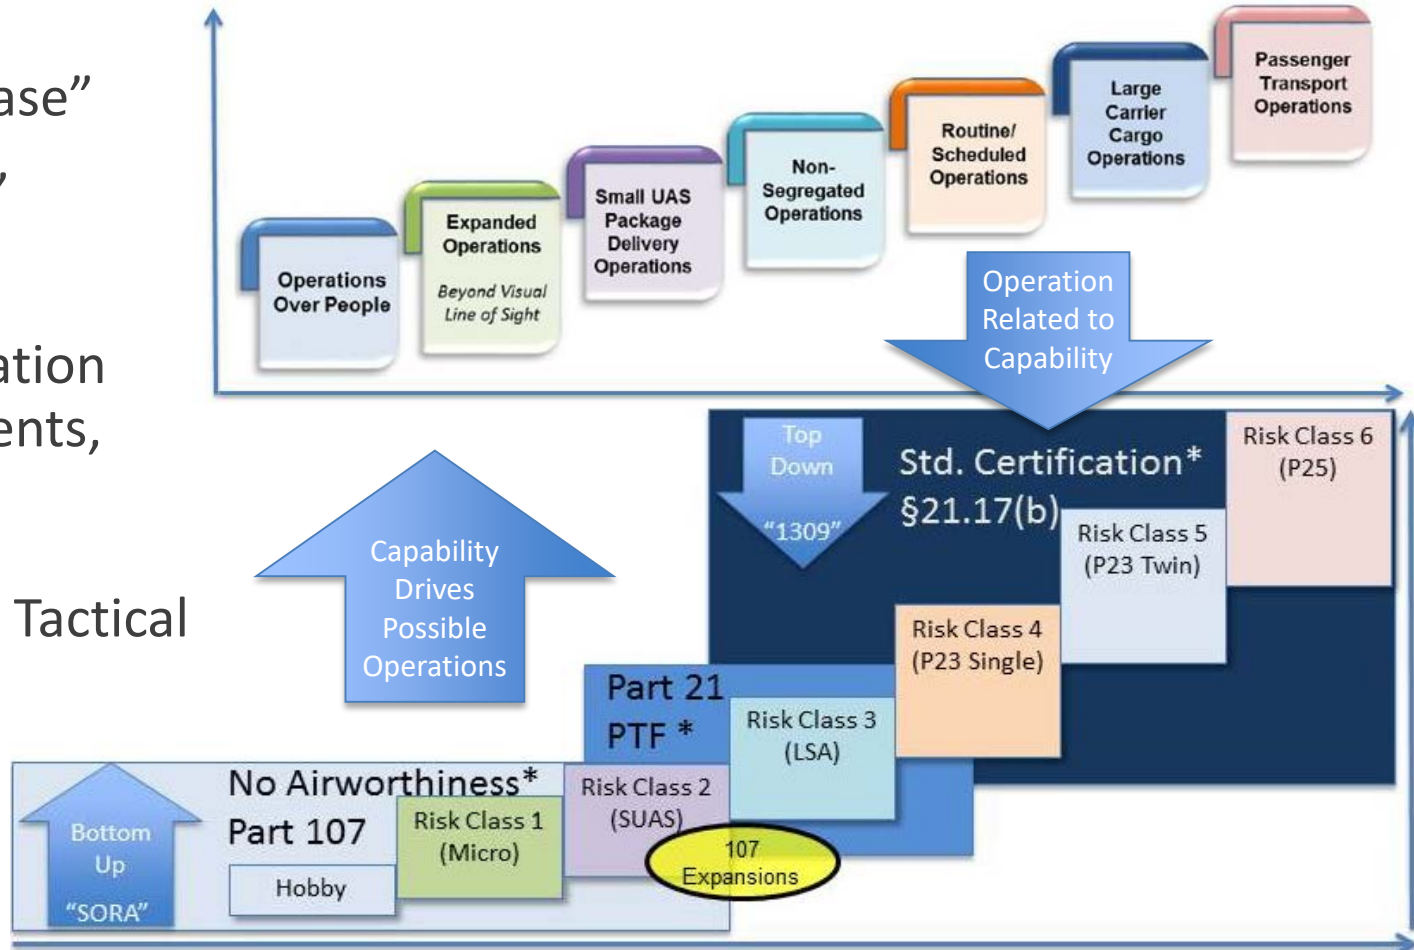 ase”
,
ation
ents,
Tactical
Operations
Over People
Expanded
Operations
Beyond Visual
Line of Sight
Small UAS
Package
Delivery
Operations
Non-
Segregated
Operations
Routine/
Scheduled
Operations
Large
Carrier
Cargo
Operations
Passenger
Transport
Operations
Operation
Related to
Capability
Capability
Drives
Possible
Operations
Top
Down
“1309”
Std. Certification*
§21.17(b)
Risk Class 6
(P25)
Risk Class 5
(P23 Twin)
Risk Class 4
(P23 Single)
Part 21
PTF *
Risk Class 3
(LSA)
No Airworthiness*
Part 107
Risk Class 2
(SUAS)
Risk Class 1
(Micro)
Hobby
107
Expansions
Bottom
Up
“SORA”